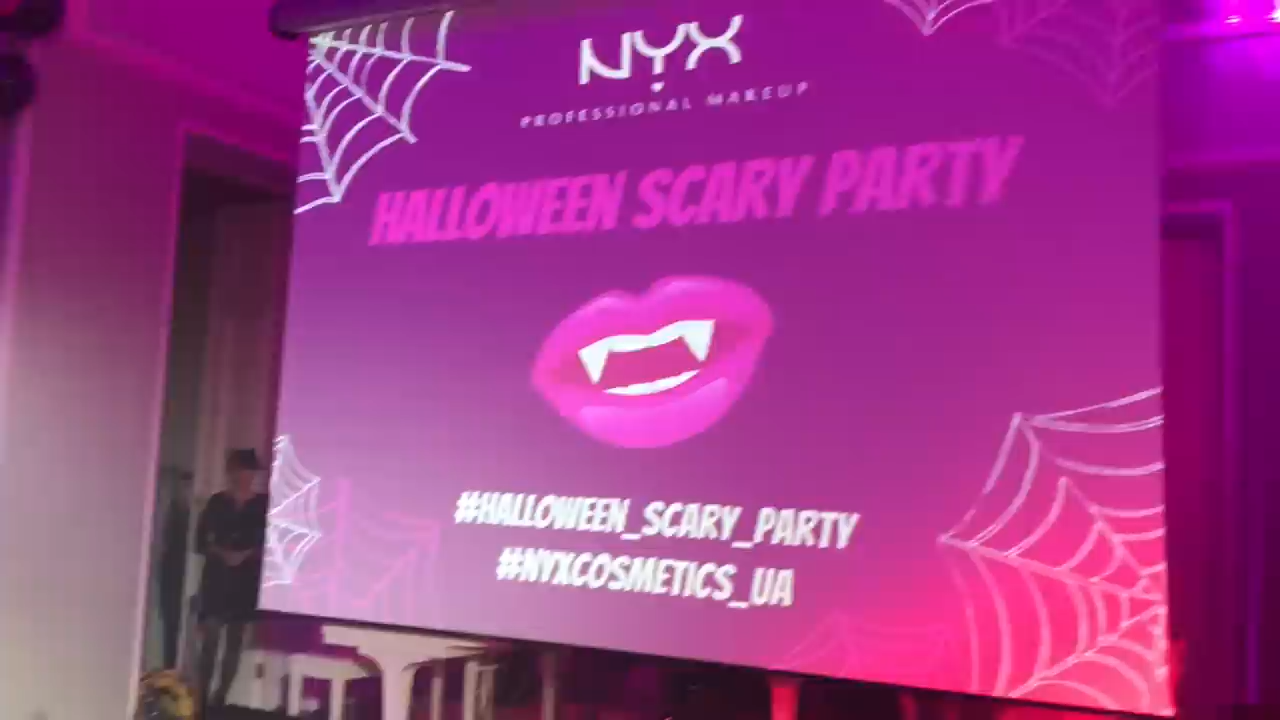 NYX
PROFESSIONAL MAKEUP
HALLOWEEN SCARY PARTY
#HALLOWEEN_SCARY_PARTY
#NYXCOSMETICS_UA